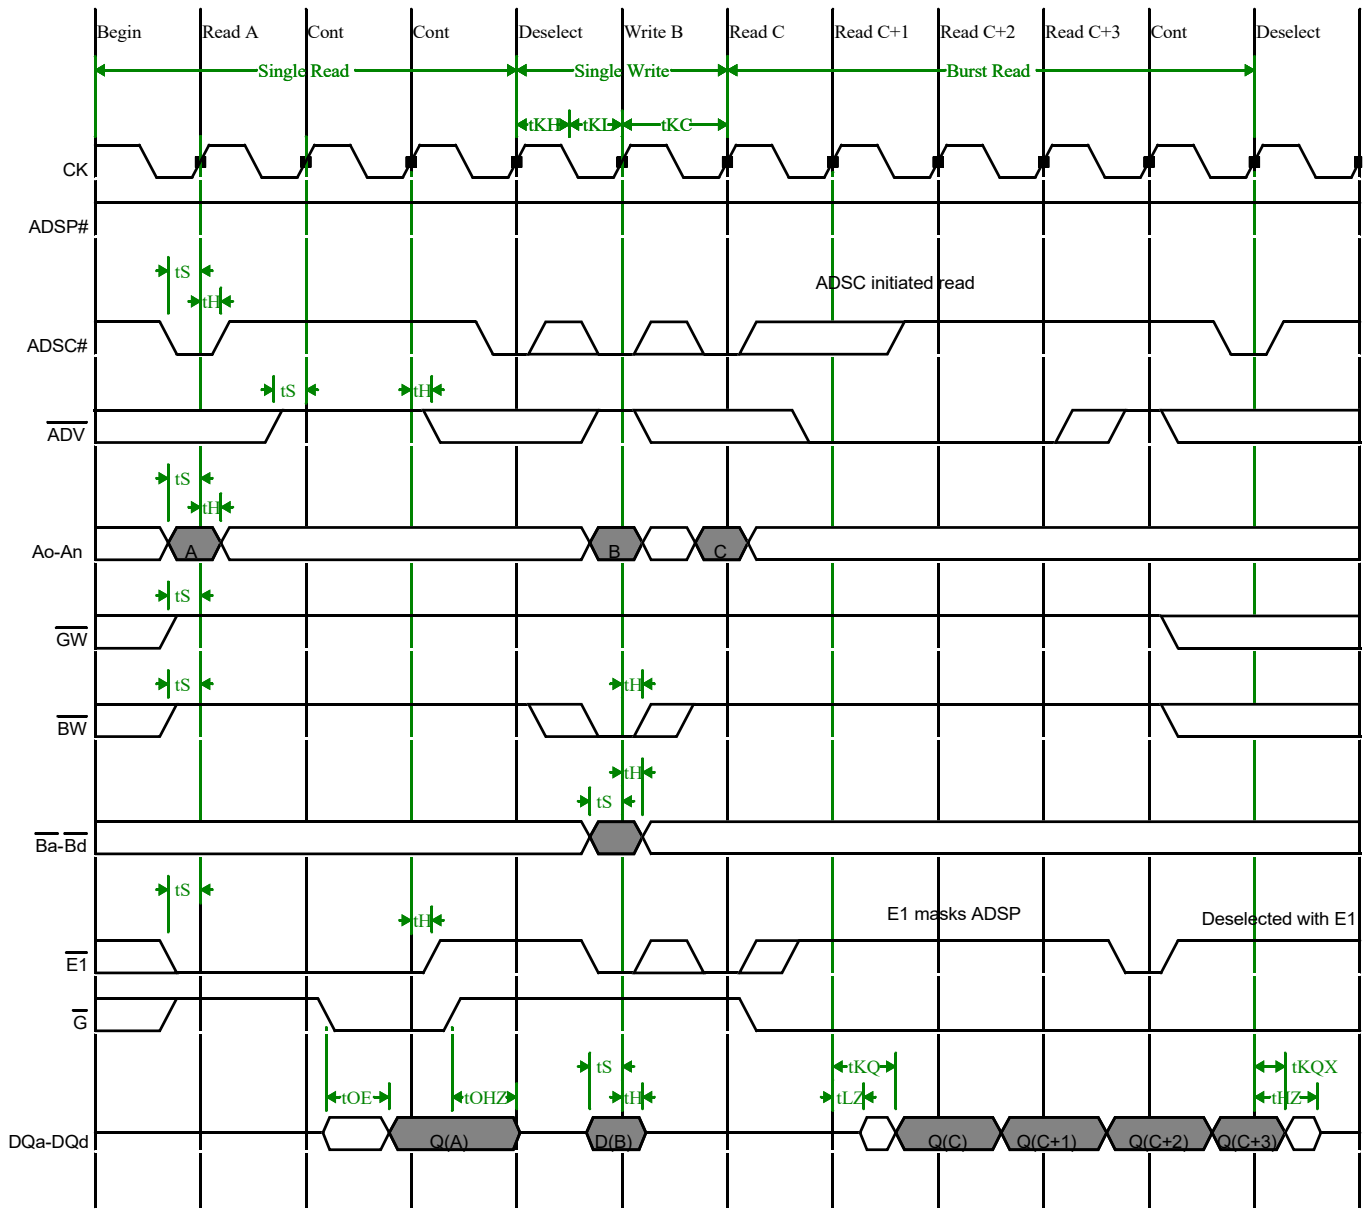 Begin Read A Cont Cont Deselect Write B Read C Read C+1 Read C+2 Read C+3 Cont Deselect
Single Read Single Write Burst Read
tKH tKL tKC
CK
ADSP#
tS
ADSC initiated read
tH
ADSC#
tS tH
ADV
tS
tH
Ao-An A B C
tS
GW
tS tH
BW
tH
tS
Ba-Bd
tS
E1 masks ADSP
tH Deselected with E1
E1
G
tS tKQ tKQX
tOE tOHZ tH tLZ tHZ
DQa-DQd Q(A) D(B) Q(C) Q(C+1) Q(C+2) Q(C+3)